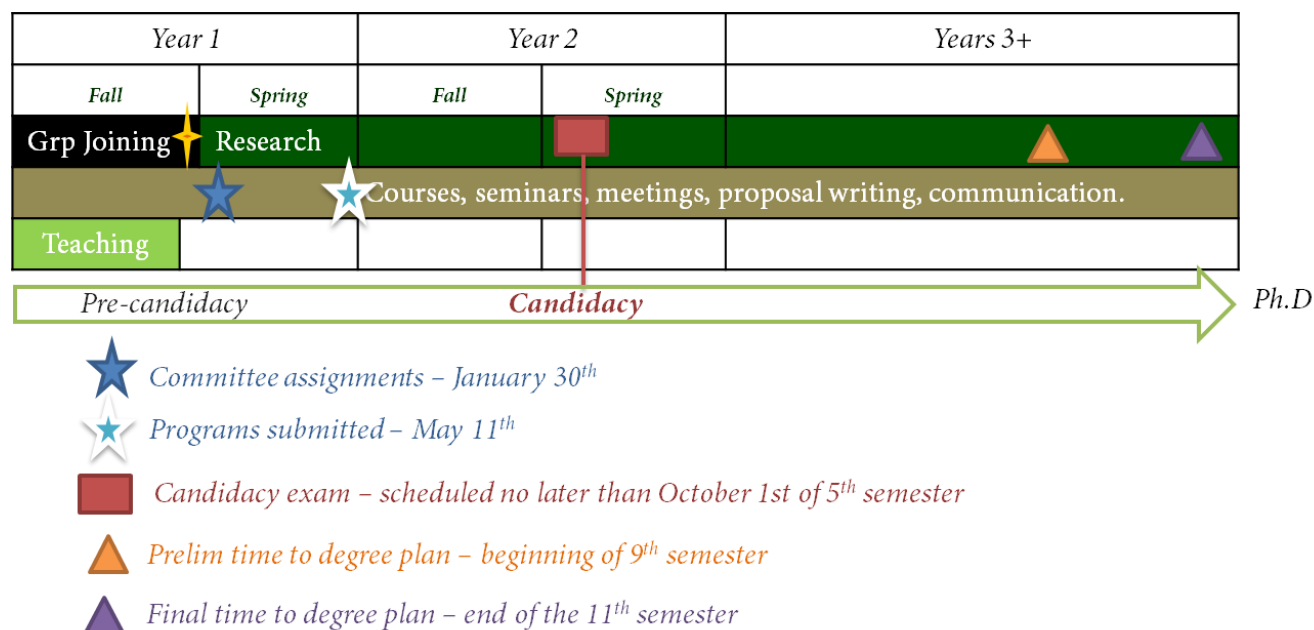 Year 1 Year 2 Years 3+
Fall Spring Fall Spring
Grp Joining Research
Courses, seminars, meetings, proposal writing, communication.
Teaching
Pre-candidacy Candidacy Ph.D
Committee assignments – January 30th
Programs submitted – May 11th
Candidacy exam – scheduled no later than October 1st of 5th semester
Prelim time to degree plan – beginning of 9th semester
Final time to degree plan – end of the 11th semester